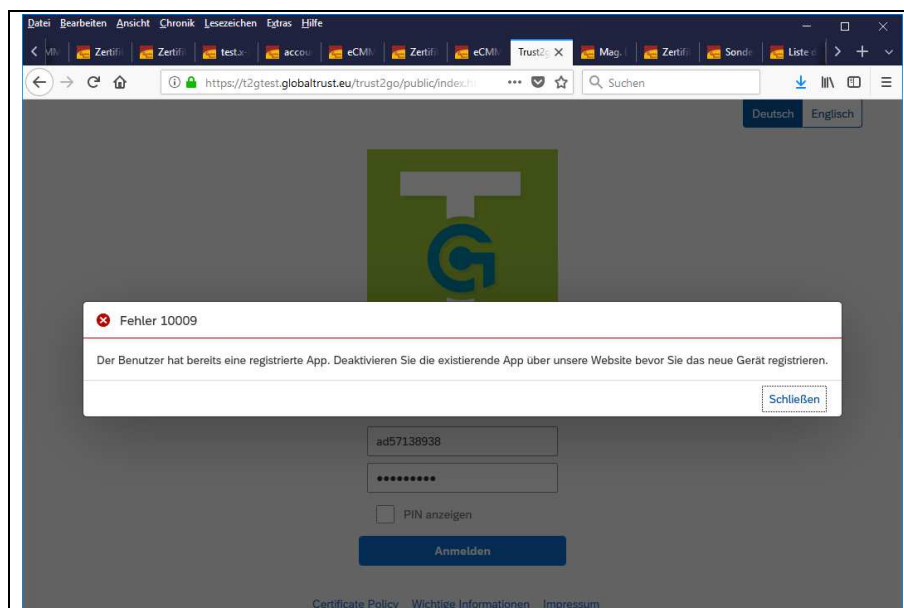 Datei Bearbeiten Ansicht Chronik Lesezeichen Extras Hilfe
Zertifi Zertifi test.x- accou eCMM Zertifi eCMM Trust2g Mag. Zertifi Sonde Liste d
https://t2gtest.globaltrust.eu/trust2go/public/index.h Suchen
Deutsch Englisch
TG
Fehler 10009
Der Benutzer hat bereits eine registrierte App. Deaktivieren Sie die existierende App über unsere Website bevor Sie das neue Gerät registrieren.
Schließen
ad57138938
PIN anzeigen
Anmelden
Certificate Policy Wichtige Informationen Impressum